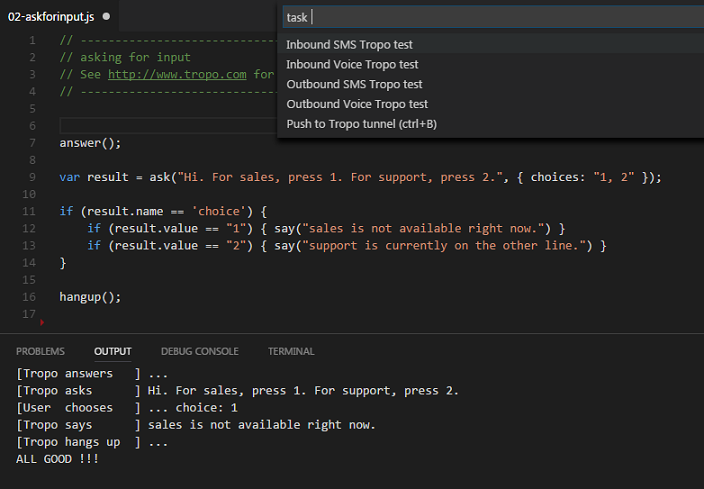 02-askforinput.js
task
Inbound SMS Tropo test
Inbound Voice Tropo test
Outbound SMS Tropo test
Outbound Voice Tropo test
Push to Tropo tunnel (ctrl+B)
1 // -----------------------------
2 // asking for input
3 // See http://www.tropo.com for
4 // -----------------------------
5
6
7 answer();
8
9 var result = ask("Hi. For sales, press 1. For support, press 2.", { choices: "1, 2" });
10
11 if (result.name == 'choice') {
12     if (result.value == "1") { say("sales is not available right now.") }
13     if (result.value == "2") { say("support is currently on the other line.") }
14 }
15
16 hangup();
17
PROBLEMS OUTPUT DEBUG CONSOLE TERMINAL
[Tropo answers   ] ...
[Tropo asks      ] Hi. For sales, press 1. For support, press 2.
[User  chooses   ] ... choice: 1
[Tropo says      ] sales is not available right now.
[Tropo hangs up  ] ...
ALL GOOD !!!